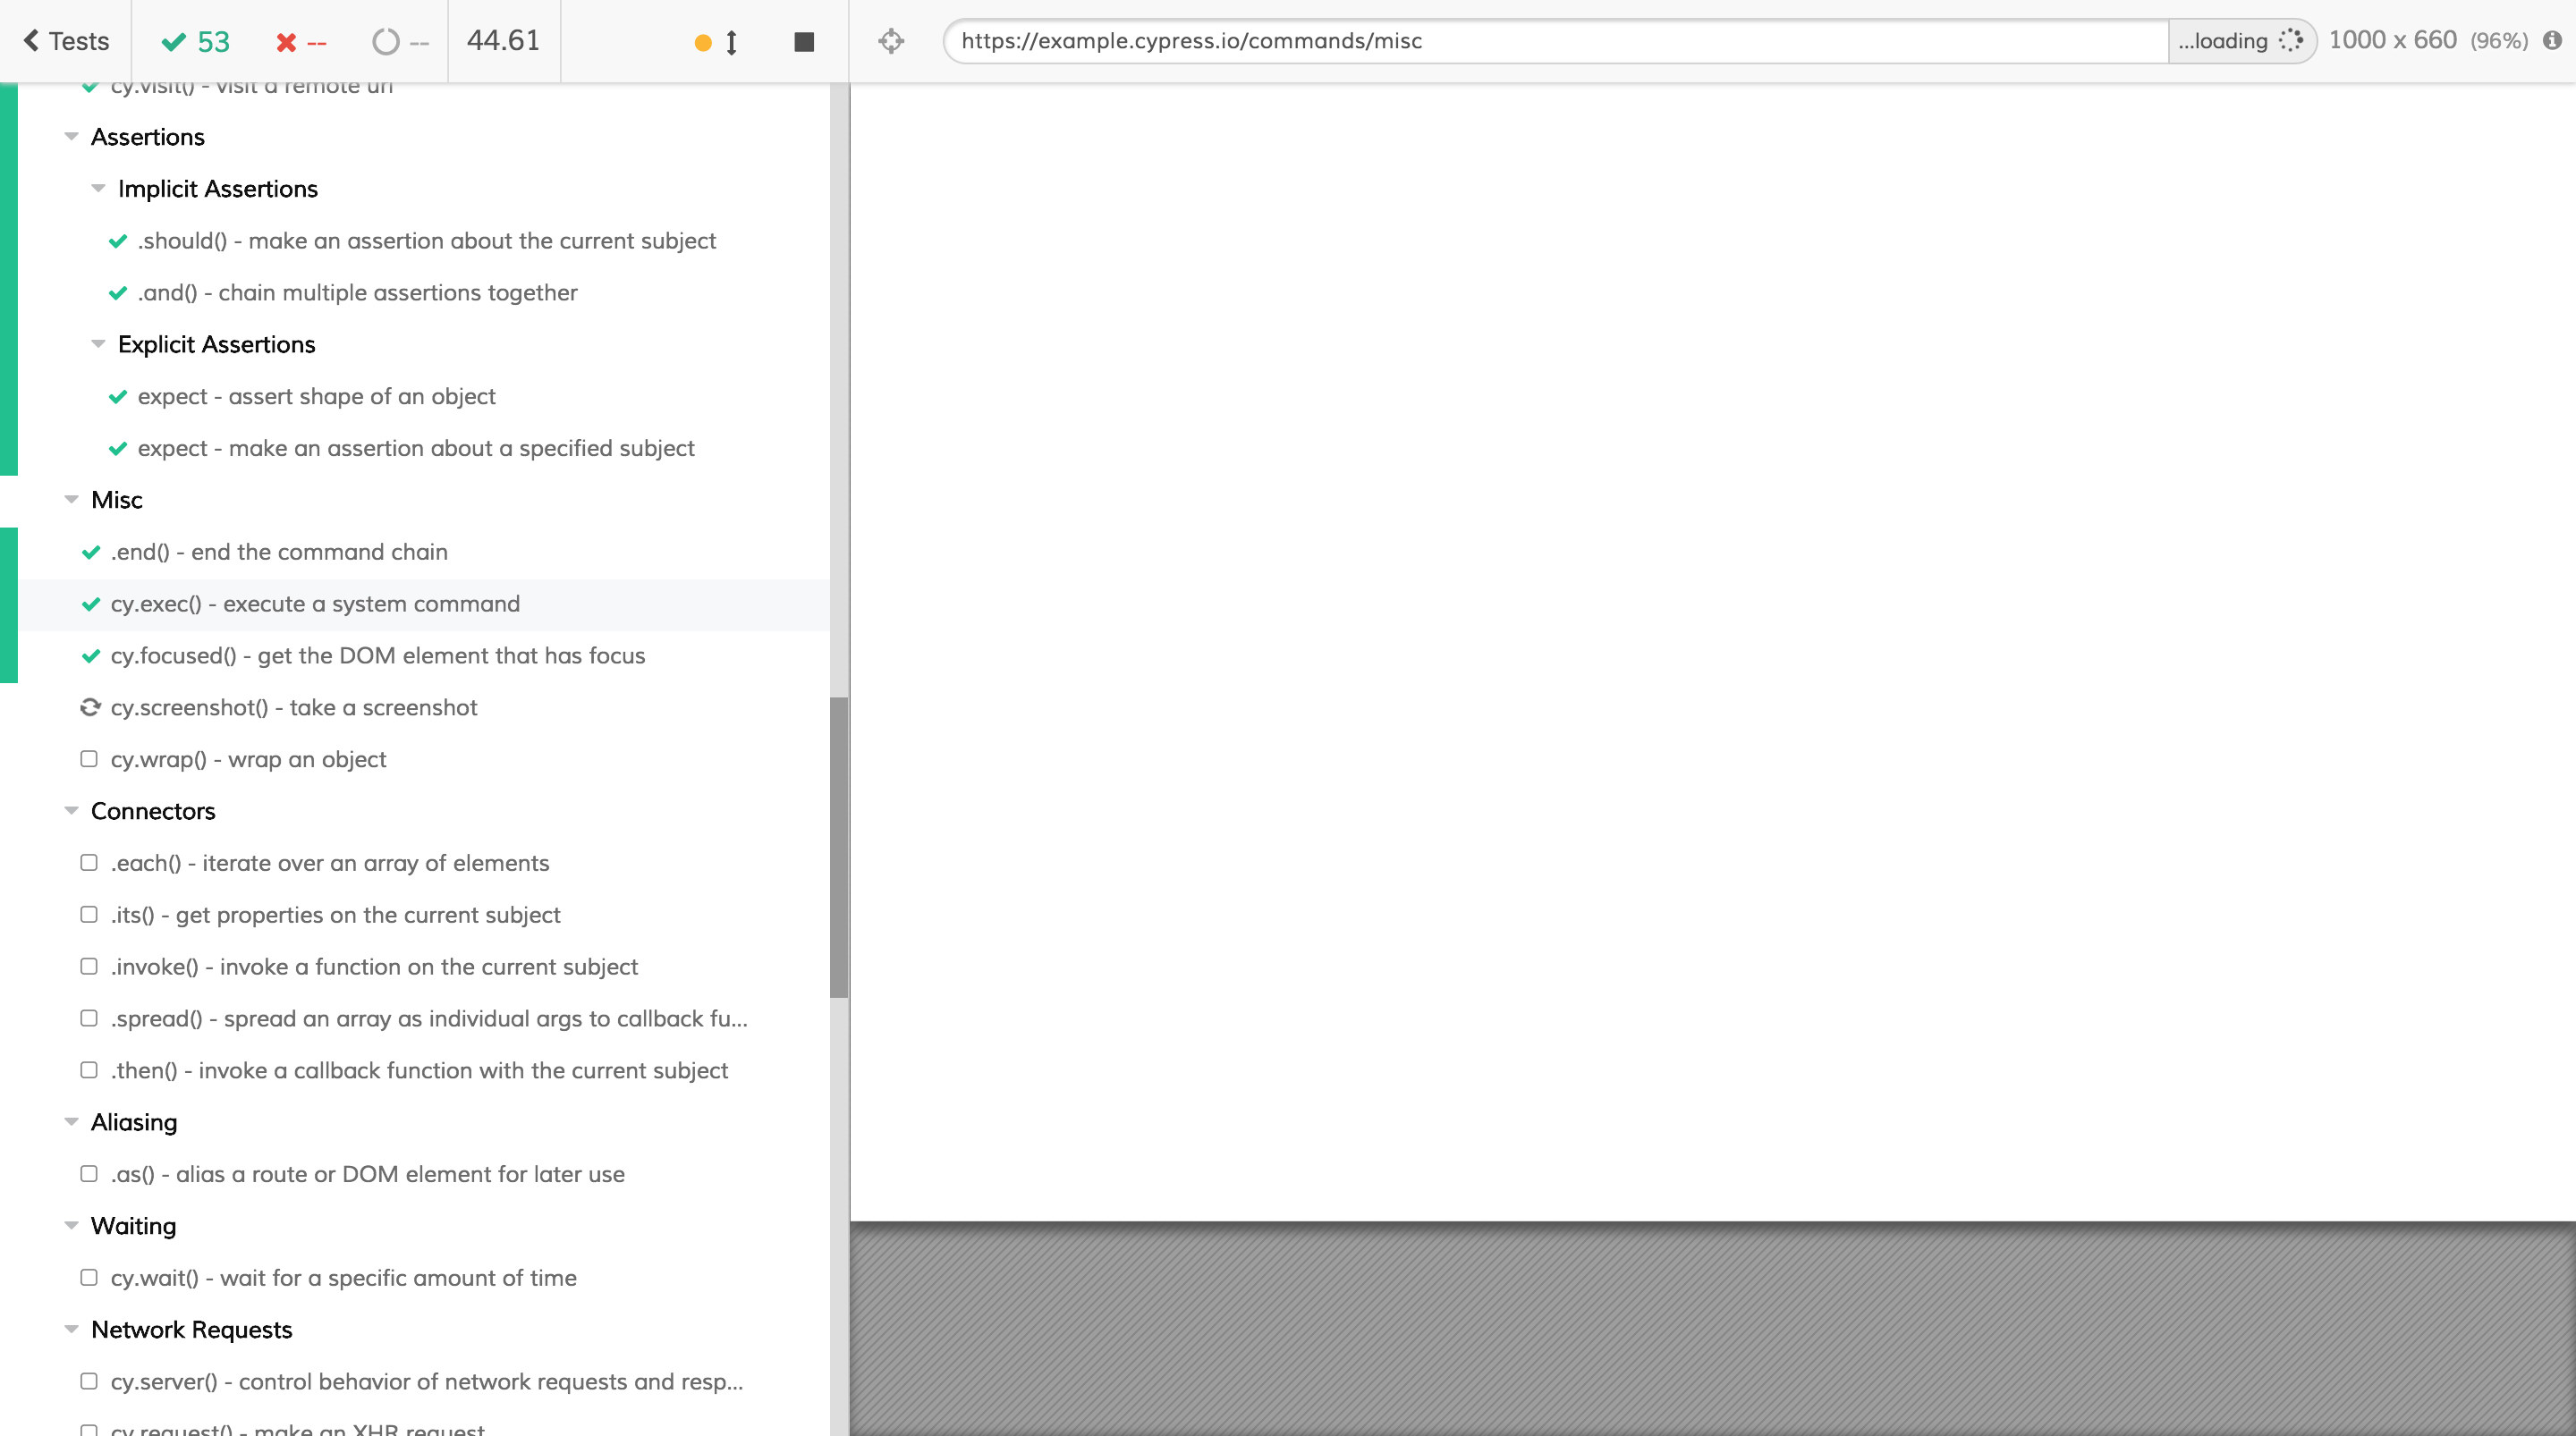 Tests 53 -- -- 44.61
https://example.cypress.io/commands/misc ...loading 1000 x 660 (96%)
cy.visit() - visit a remote url
Assertions
Implicit Assertions
.should() - make an assertion about the current subject
.and() - chain multiple assertions together
Explicit Assertions
expect - assert shape of an object
expect - make an assertion about a specified subject
Misc
.end() - end the command chain
cy.exec() - execute a system command
cy.focused() - get the DOM element that has focus
cy.screenshot() - take a screenshot
cy.wrap() - wrap an object
Connectors
.each() - iterate over an array of elements
.its() - get properties on the current subject
.invoke() - invoke a function on the current subject
.spread() - spread an array as individual args to callback fu...
.then() - invoke a callback function with the current subject
Aliasing
.as() - alias a route or DOM element for later use
Waiting
cy.wait() - wait for a specific amount of time
Network Requests
cy.server() - control behavior of network requests and resp...
cy.request() - make an XHR request